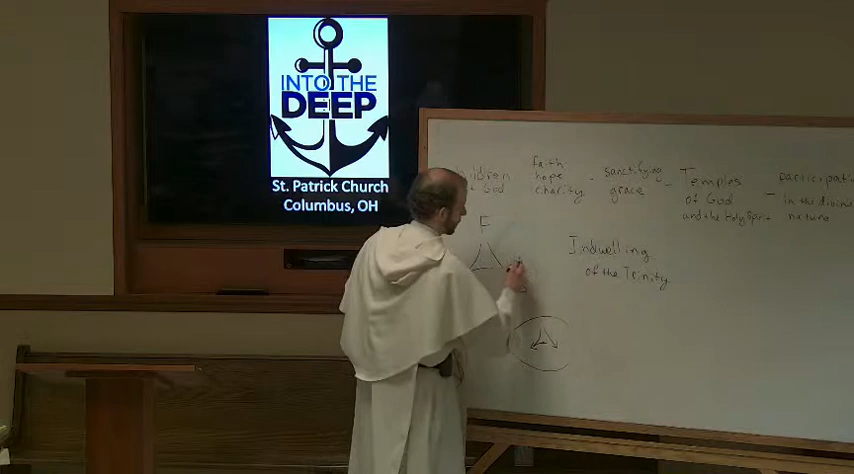 INTO THE
DEEP
St. Patrick Church
Columbus, OH
faith
hope
charity
God
- sanctifying
grace -
Temples
of God
and the Holy Spirit
-
in the divine
nature
F
Indwelling
of the Trinity